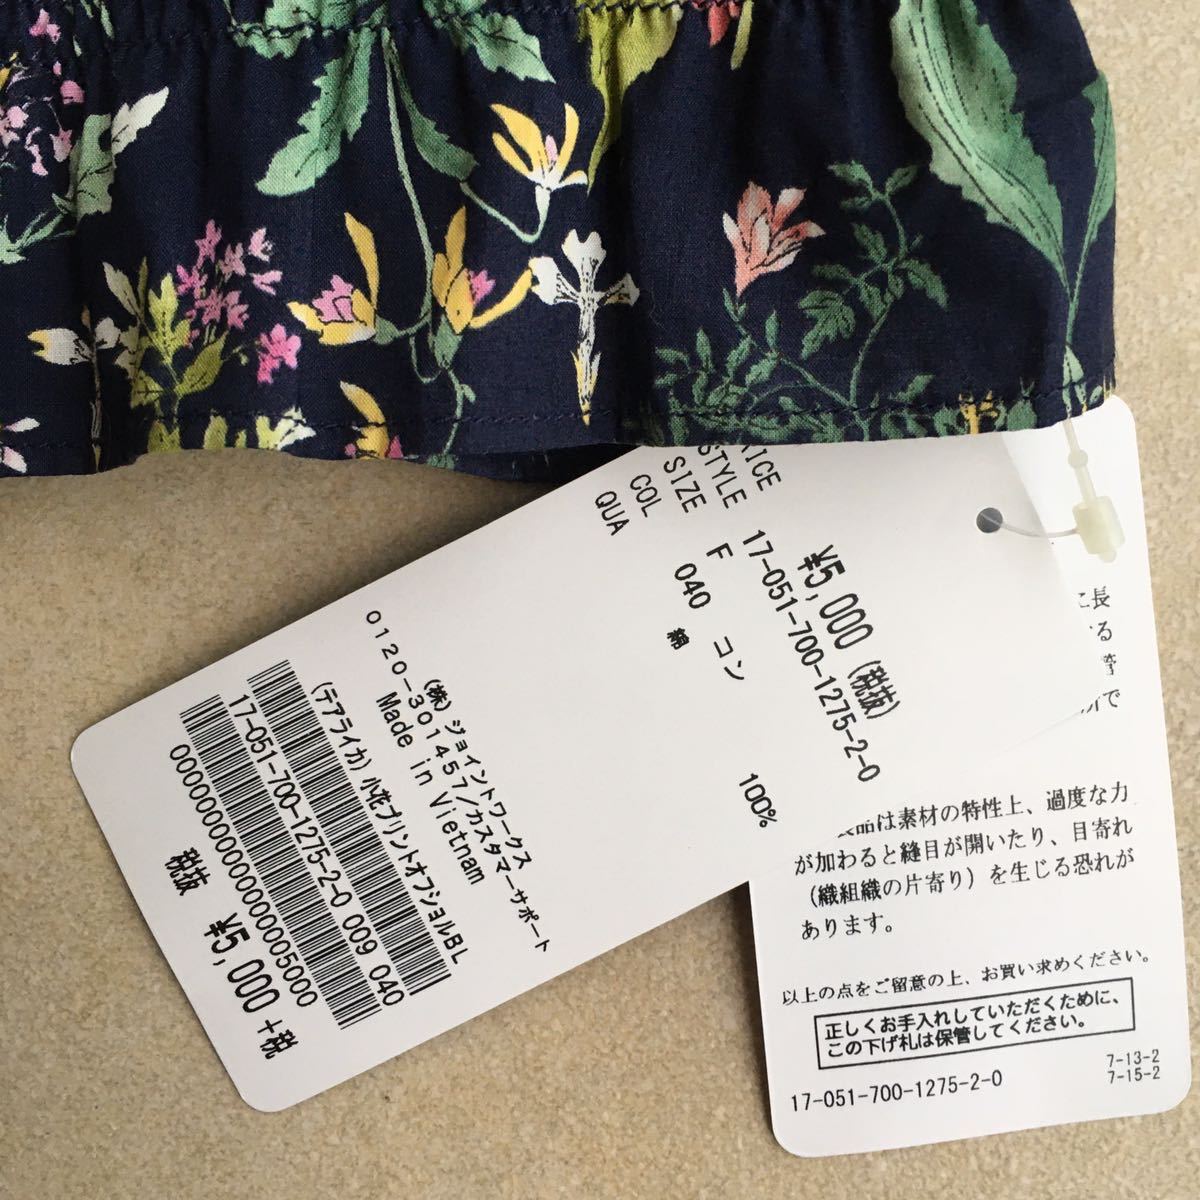 RICE ¥5,000 (税抜)
STYLE 17-051-700-1275-2-0
SIZE F コン
COL 040
QUA 綿 100%
(株) ジョイントワークス
0120-301457/カスタマーサポート
Made in Vietnam
(テアライカ) 小花プリントオフショルBL
17-051-700-1275-2-0 009 040
0000000000000000005000
税抜 ¥5,000 +税
に長
する
管
所で
品は素材の特性上、過度な力
が加わると縫目が開いたり、目寄れ
(織組織の片寄り) を生じる恐れが
あります。
以上の点をご留意の上、お買い求めください。
正しくお手入れしていただくために、
この下げ札は保管してください。
7-13-2
7-15-2
17-051-700-1275-2-0